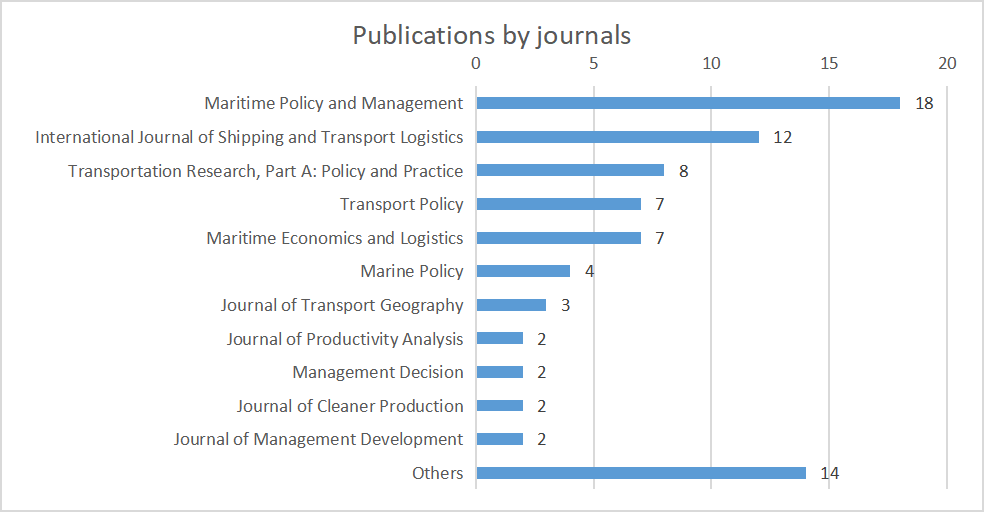 Publications by journals
0 5 10 15 20
Maritime Policy and Management 18
International Journal of Shipping and Transport Logistics 12
Transportation Research, Part A: Policy and Practice 8
Transport Policy 7
Maritime Economics and Logistics 7
Marine Policy 4
Journal of Transport Geography 3
Journal of Productivity Analysis 2
Management Decision 2
Journal of Cleaner Production 2
Journal of Management Development 2
Others 14